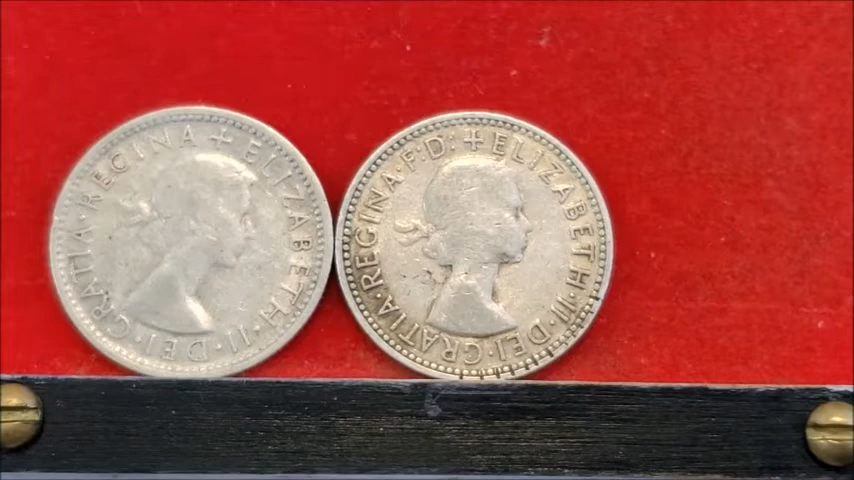 + ELIZABETH · II · DEI · GRATIA · REGINA
+ ELIZABETH · II · DEI · GRATIA · REGINA · F: D: